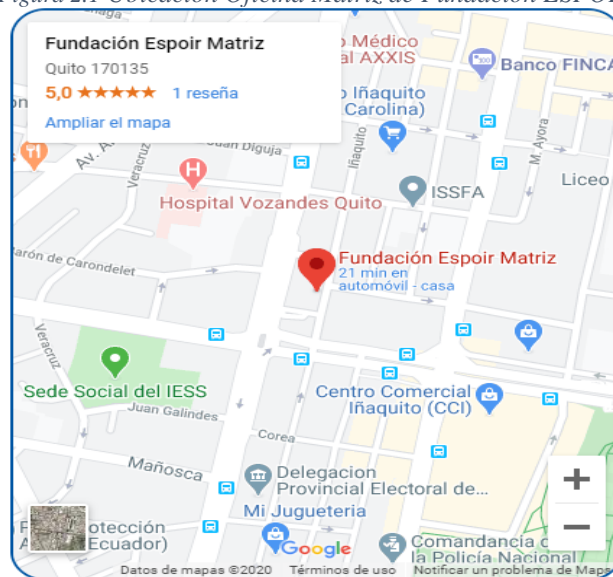 Fundación Espoir Matriz
Quito 170135
5,0 ★★★★★ 1 reseña
Ampliar el mapa
Médico
al AXXIS
Banco FINCA
Iñaquito
Carolina)
Juan Diguja
Iñaquito
M. Ayora
Av.
Veracruz
Hospital Vozandes Quito
ISSFA
Liceo
Barón de Carondelet
Fundación Espoir Matriz
21 min en
automóvil - casa
Veracruz
Sede Social del IESS
Centro Comercial
Iñaquito (CCI)
Juan Galindes
Corea
Mañosca
Delegacion
Provincial Electoral de...
Mi Jugueteria
otección
Ecuador)
Google
Comandancia
la Policía Nacional
Datos de mapas ©2020 Términos de uso Notificar un problema de Maps